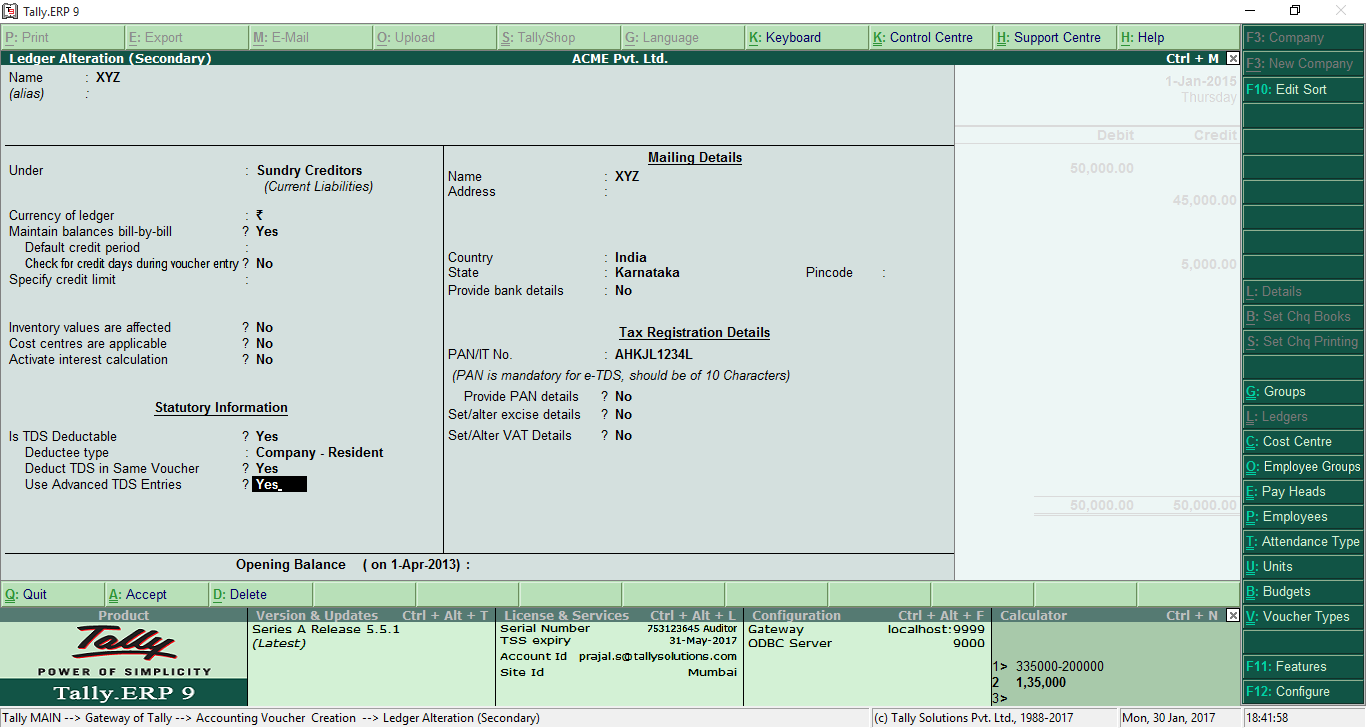 Tally.ERP 9
P: Print E: Export M: E-Mail O: Upload S: TallyShop G: Language K: Keyboard K: Control Centre H: Support Centre H: Help
Ledger Alteration (Secondary) ACME Pvt. Ltd. Ctrl + M
Name : XYZ
(alias) :
Under : Sundry Creditors
(Current Liabilities)
Currency of ledger : ₹
Maintain balances bill-by-bill ? Yes
Default credit period :
Check for credit days during voucher entry ? No
Specify credit limit :
Inventory values are affected ? No
Cost centres are applicable ? No
Activate interest calculation ? No
Statutory Information
Is TDS Deductable ? Yes
Deductee type : Company - Resident
Deduct TDS in Same Voucher ? Yes
Use Advanced TDS Entries ? Yes
Mailing Details
Name : XYZ
Address :
Country : India
State : Karnataka Pincode :
Provide bank details : No
Tax Registration Details
PAN/IT No. : AHKJL1234L
(PAN is mandatory for e-TDS, should be of 10 Characters)
Provide PAN details ? No
Set/alter excise details ? No
Set/Alter VAT Details ? No
Opening Balance ( on 1-Apr-2013) :
1-Jan-2015
Thursday
Debit Credit
50,000.00
45,000.00
5,000.00
50,000.00 50,000.00
F3: Company
F3: New Company
F10: Edit Sort
L: Details
B: Set Chq Books
S: Set Chq Printing
G: Groups
L: Ledgers
C: Cost Centre
O: Employee Groups
E: Pay Heads
P: Employees
T: Attendance Type
U: Units
B: Budgets
V: Voucher Types
F11: Features
F12: Configure
Q: Quit A: Accept D: Delete
Product
Tally
POWER OF SIMPLICITY
Tally.ERP 9
Version & Updates Ctrl + Alt + T
Series A Release 5.5.1
(Latest)
License & Services Ctrl + Alt + L
Serial Number 753123645 Auditor
TSS expiry 31-May-2017
Account Id prajal.s@tallysolutions.com
Site Id Mumbai
Configuration Ctrl + Alt + F
Gateway localhost:9999
ODBC Server 9000
Calculator Ctrl + N
1> 335000-200000
2 1,35,000
3>
Tally MAIN --> Gateway of Tally --> Accounting Voucher Creation --> Ledger Alteration (Secondary) (c) Tally Solutions Pvt. Ltd., 1988-2017 Mon, 30 Jan, 2017 18:41:58